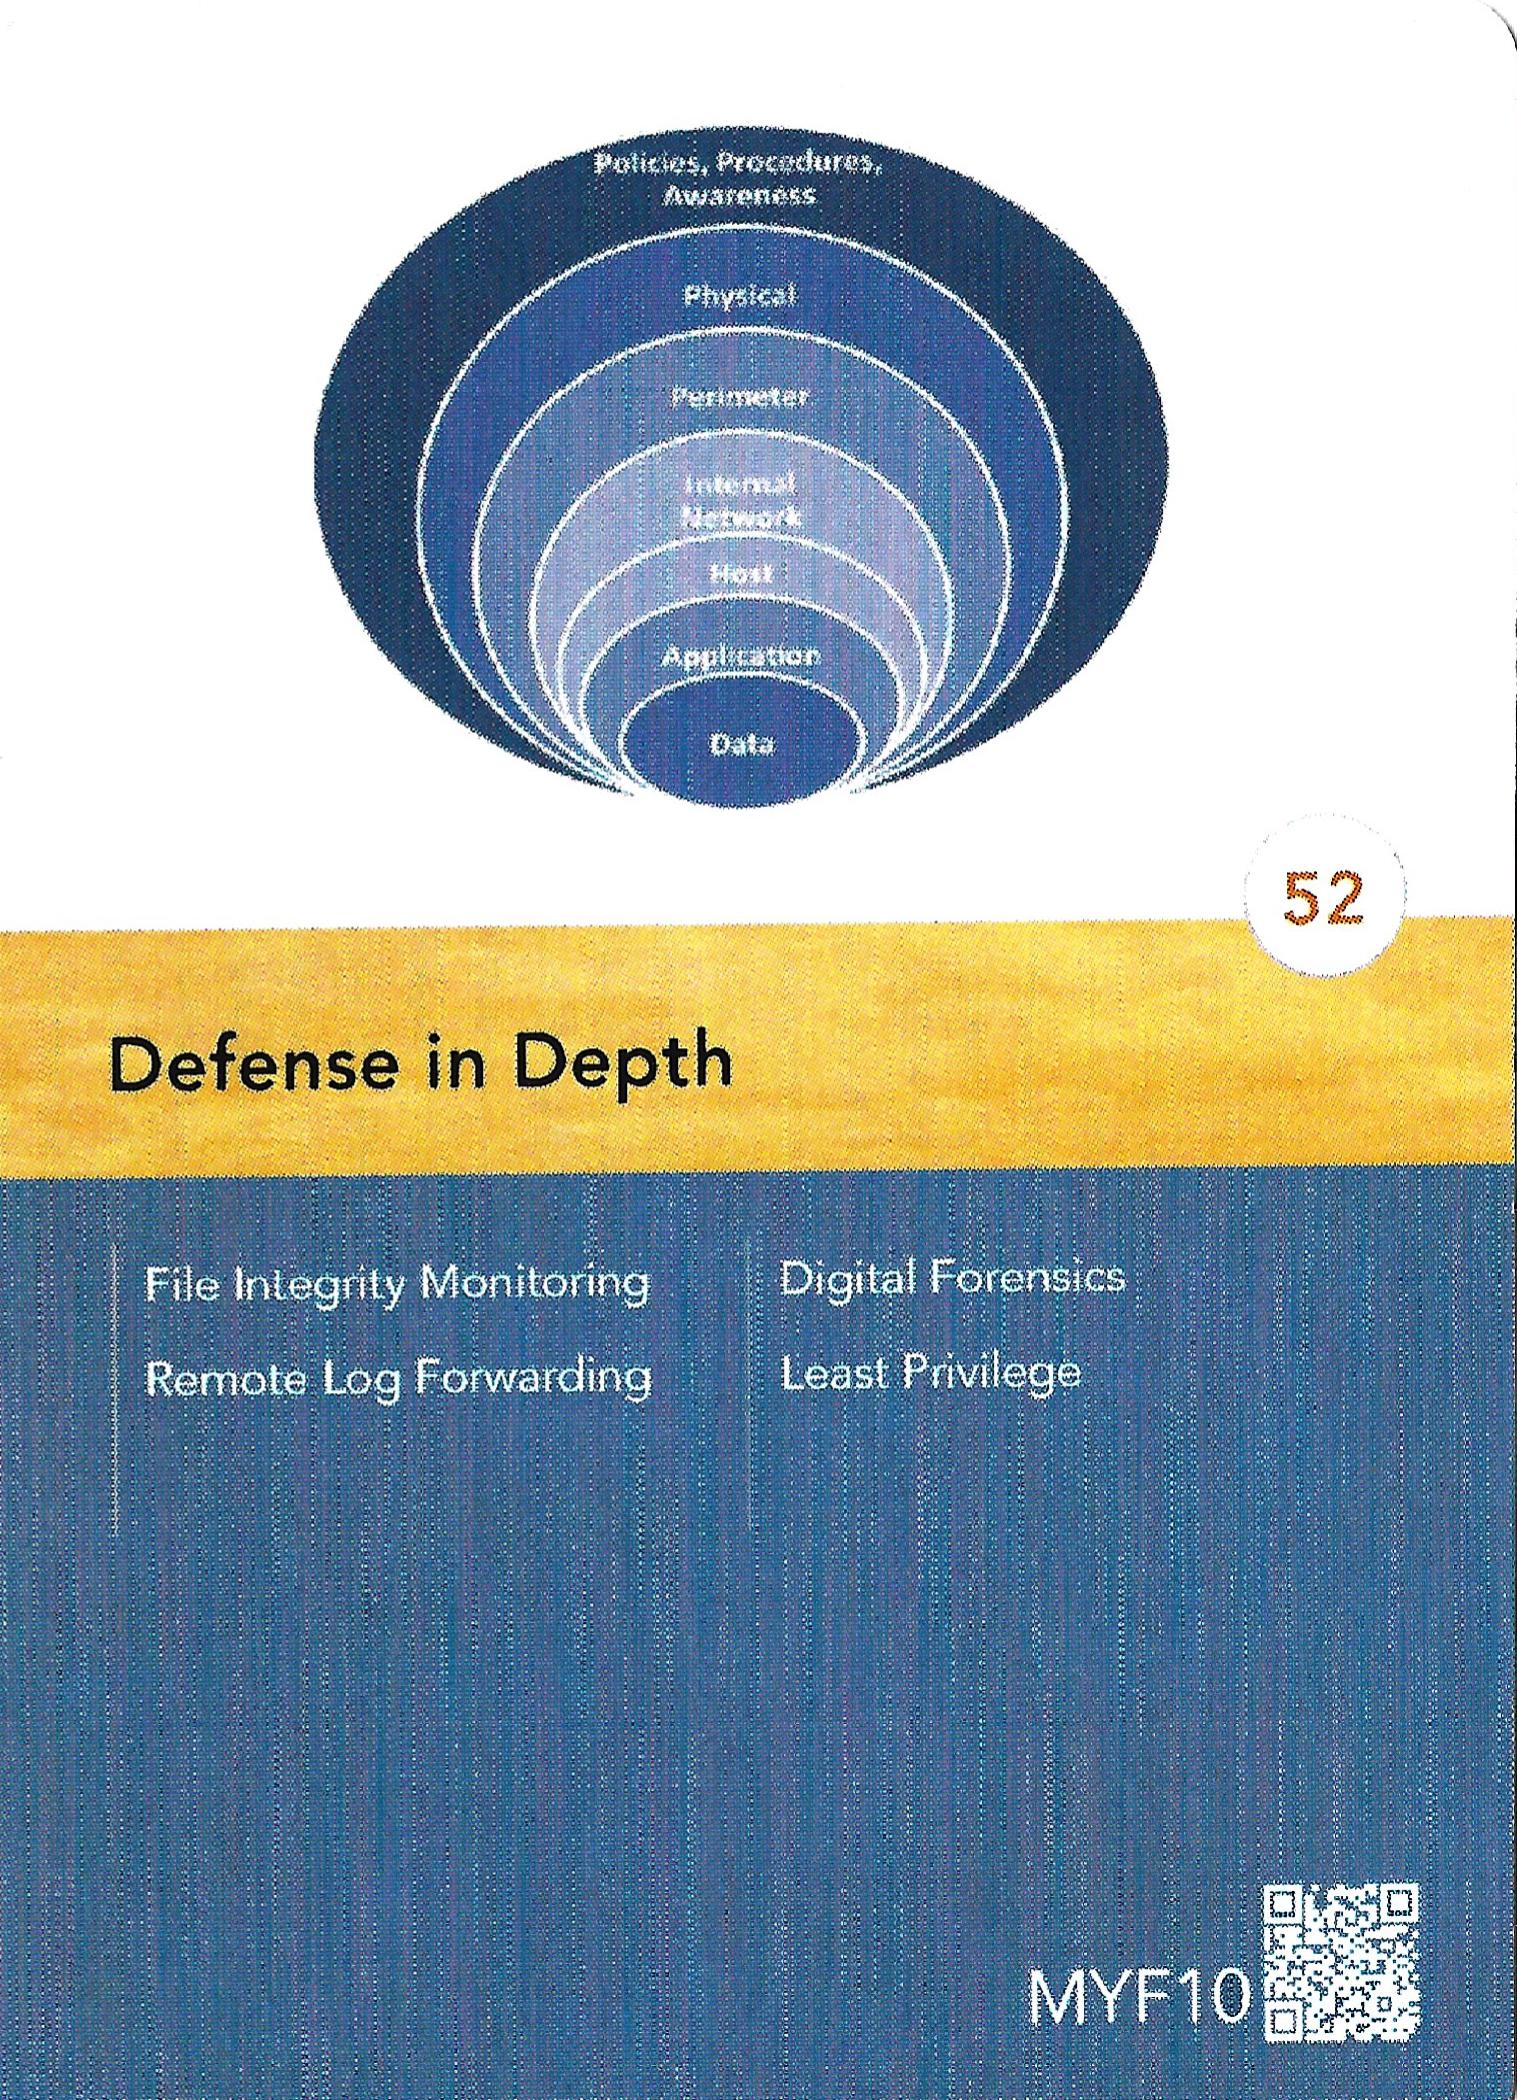 Policies, Procedures,
Awareness
Physical
Perimeter
Internal
Network
Host
Application
Data
52
Defense in Depth
File Integrity Monitoring
Remote Log Forwarding
Digital Forensics
Least Privilege
MYF10